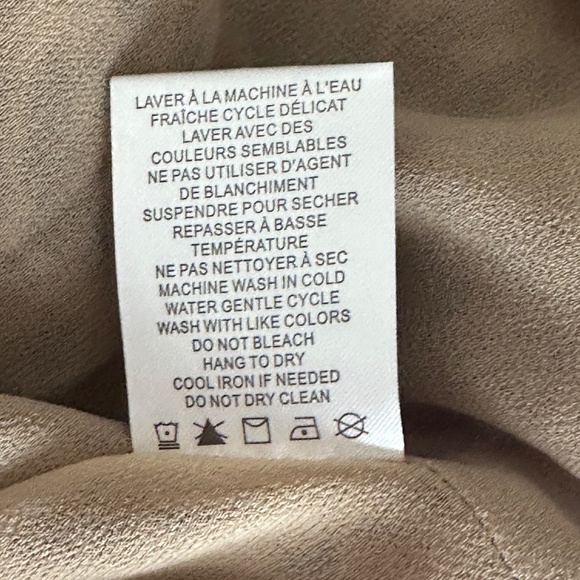 LAVER À LA MACHINE À L'EAU
FRAÎCHE CYCLE DÉLICAT
LAVER AVEC DES
COULEURS SEMBLABLES
NE PAS UTILISER D'AGENT
DE BLANCHIMENT
SUSPENDRE POUR SECHER
REPASSER À BASSE
TEMPÉRATURE
NE PAS NETTOYER À SEC
MACHINE WASH IN COLD
WATER GENTLE CYCLE
WASH WITH LIKE COLORS
DO NOT BLEACH
HANG TO DRY
COOL IRON IF NEEDED
DO NOT DRY CLEAN